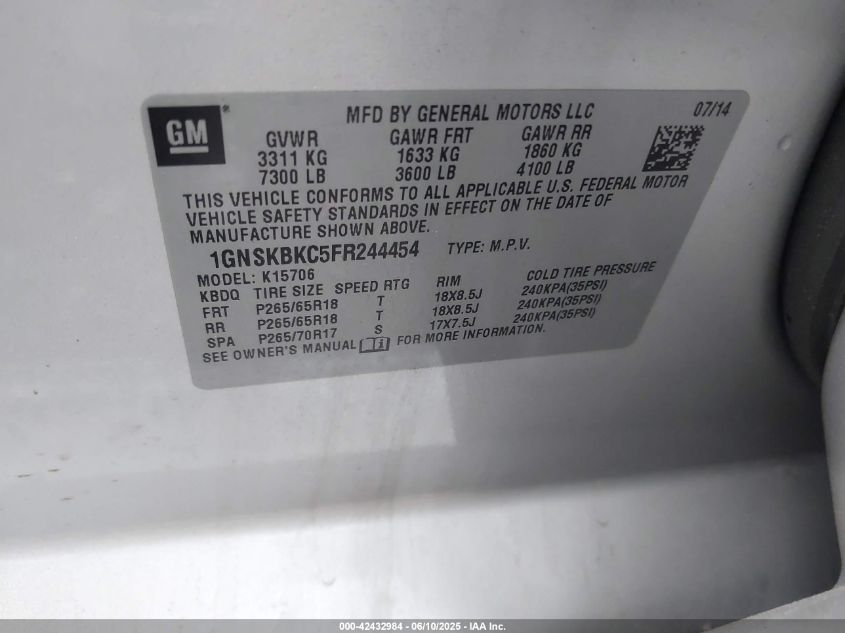 GM®
MFD BY GENERAL MOTORS LLC 07/14
GVWR GAWR FRT GAWR RR
3311 KG 1633 KG 1860 KG
7300 LB 3600 LB 4100 LB
THIS VEHICLE CONFORMS TO ALL APPLICABLE U.S. FEDERAL MOTOR
VEHICLE SAFETY STANDARDS IN EFFECT ON THE DATE OF
MANUFACTURE SHOWN ABOVE.
1GNSKBKC5FR244454 TYPE: M.P.V.
MODEL: K15706
KBDQ TIRE SIZE SPEED RTG RIM COLD TIRE PRESSURE
FRT P265/65R18 T 18X8.5J 240KPA(35PSI)
RR P265/65R18 T 18X8.5J 240KPA(35PSI)
SPA P265/70R17 S 17X7.5J 240KPA(35PSI)
SEE OWNER'S MANUAL i FOR MORE INFORMATION.
000-42432984 - 06/10/2025 - IAA Inc.